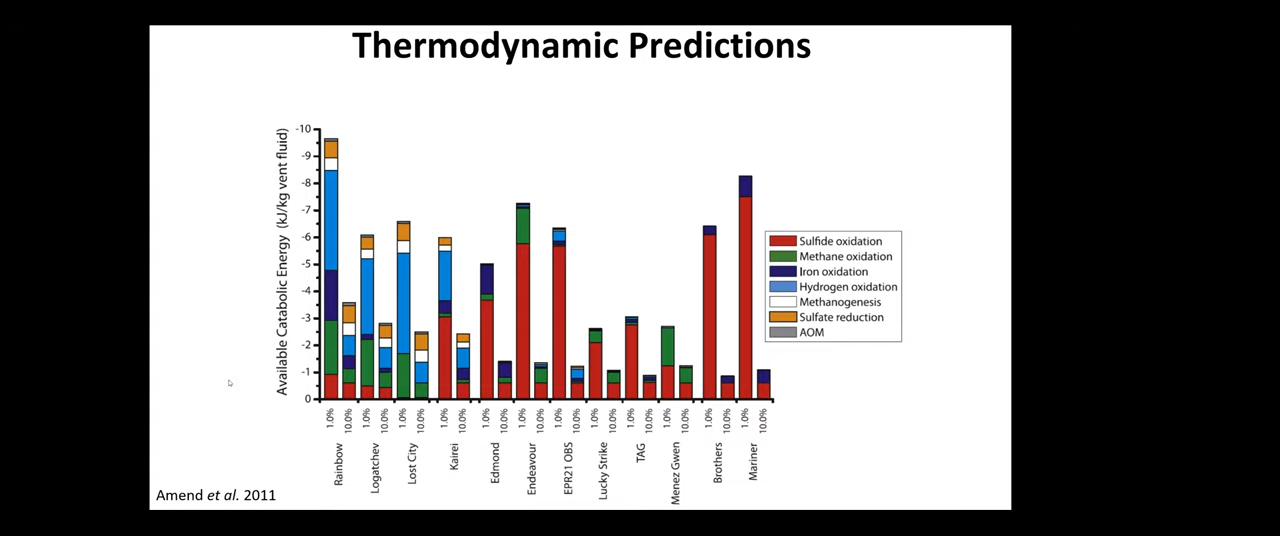 Thermodynamic Predictions
Available Catabolic Energy (kJ/kg vent fluid)
-10
-9
-8
-7
-6
-5
-4
-3
-2
-1
0
Sulfide oxidation
Methane oxidation
Iron oxidation
Hydrogen oxidation
Methanogenesis
Sulfate reduction
AOM
1.0% 10.0% 1.0% 10.0% 1.0% 10.0% 1.0% 10.0% 1.0% 10.0% 1.0% 10.0% 1.0% 10.0% 1.0% 10.0% 1.0% 10.0% 1.0% 10.0% 1.0% 10.0% 1.0% 10.0%
Rainbow
Logatchev
Lost City
Kairei
Edmond
Endeavour
EPR21 OBS
Lucky Strike
TAG
Menez Gwen
Brothers
Mariner
Amend et al. 2011